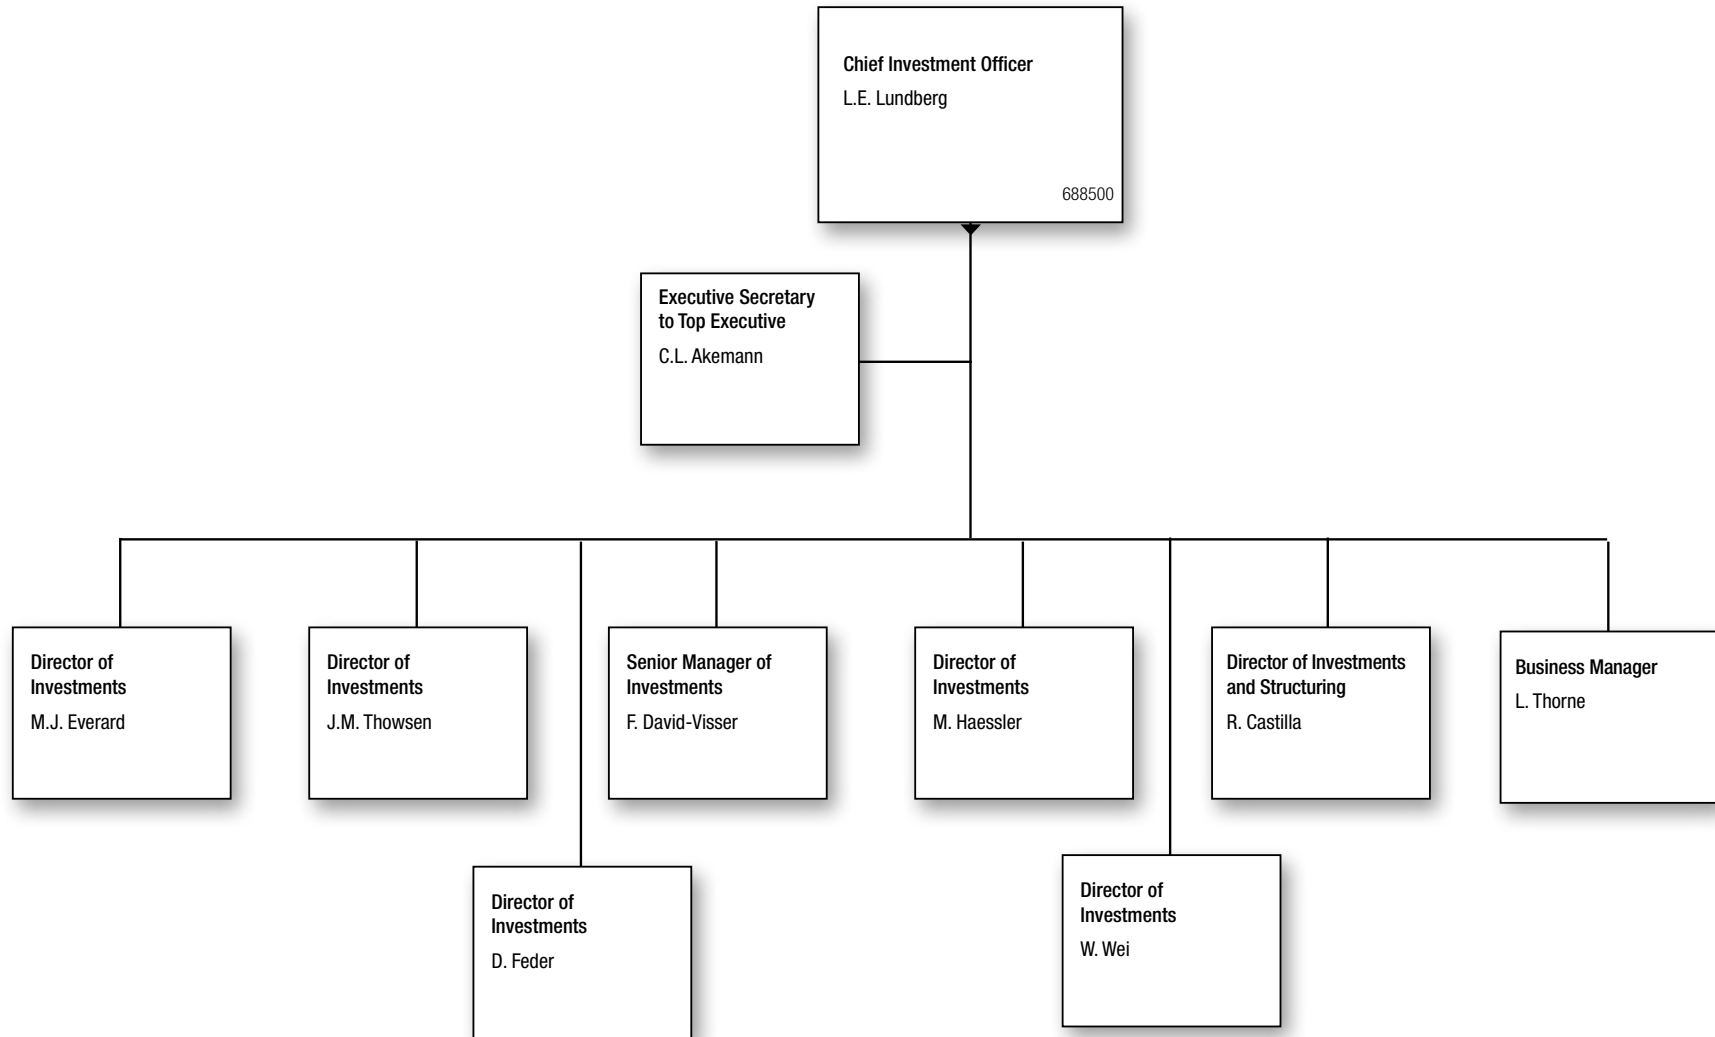 Chief Investment Officer
L.E. Lundberg
688500
Executive Secretary
to Top Executive
C.L. Akemann
Director of
Investments
M.J. Everard
Director of
Investments
J.M. Thowsen
Senior Manager of
Investments
F. David-Visser
Director of
Investments
M. Haessler
Director of Investments
and Structuring
R. Castilla
Business Manager
L. Thorne
Director of
Investments
D. Feder
Director of
Investments
W. Wei